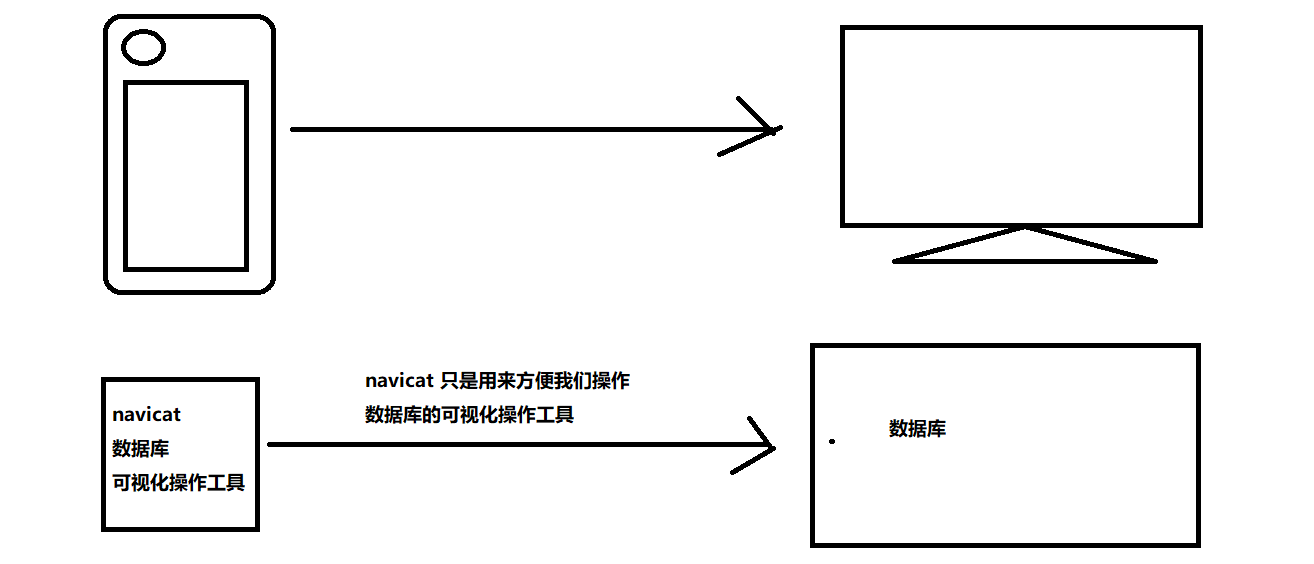 navicat 只是用来方便我们操作
数据库的可视化操作工具
navicat
数据库
可视化操作工具
数据库